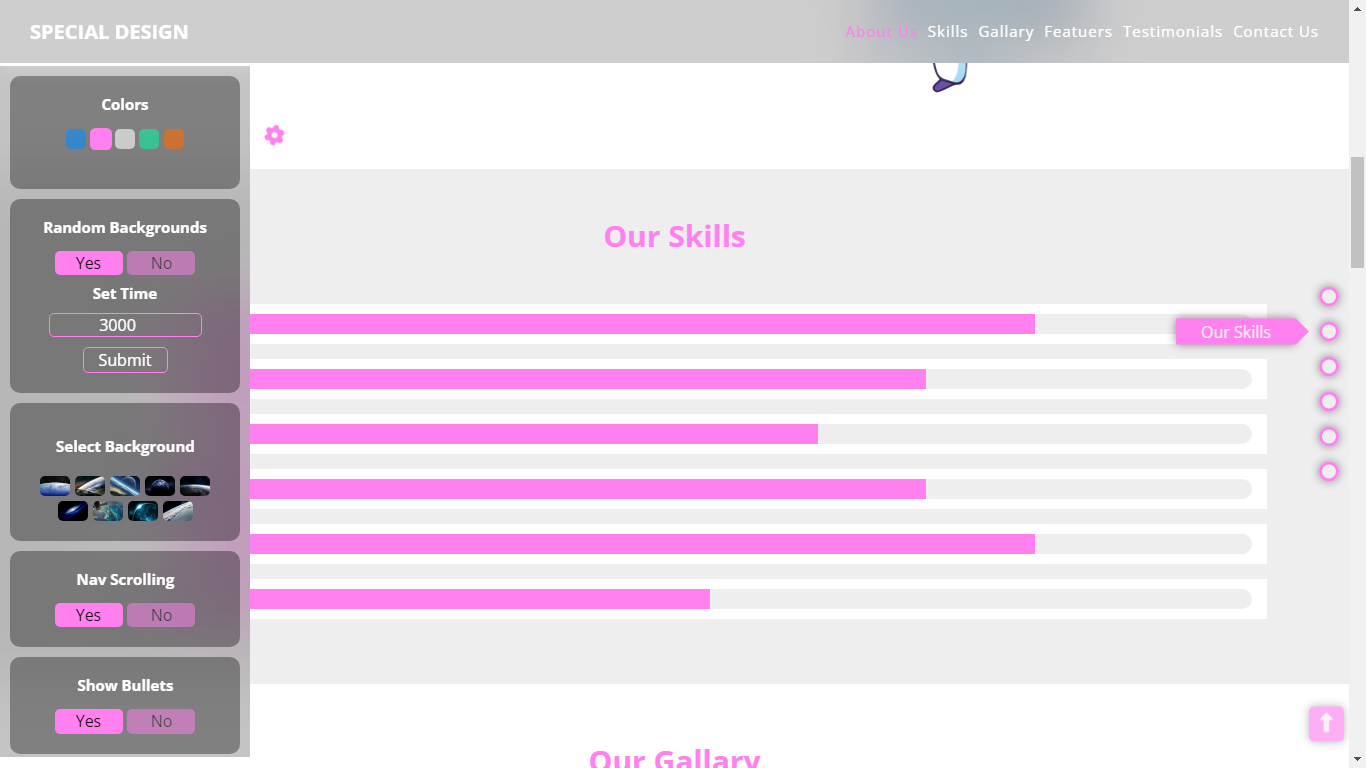 SPECIAL DESIGN
About Us Skills Gallary Featuers Testimonials Contact Us
Colors
Random Backgrounds
Yes No
Set Time
3000
Submit
Select Background
Nav Scrolling
Yes No
Show Bullets
Yes No
Our Skills
Our Skills
Our Gallary